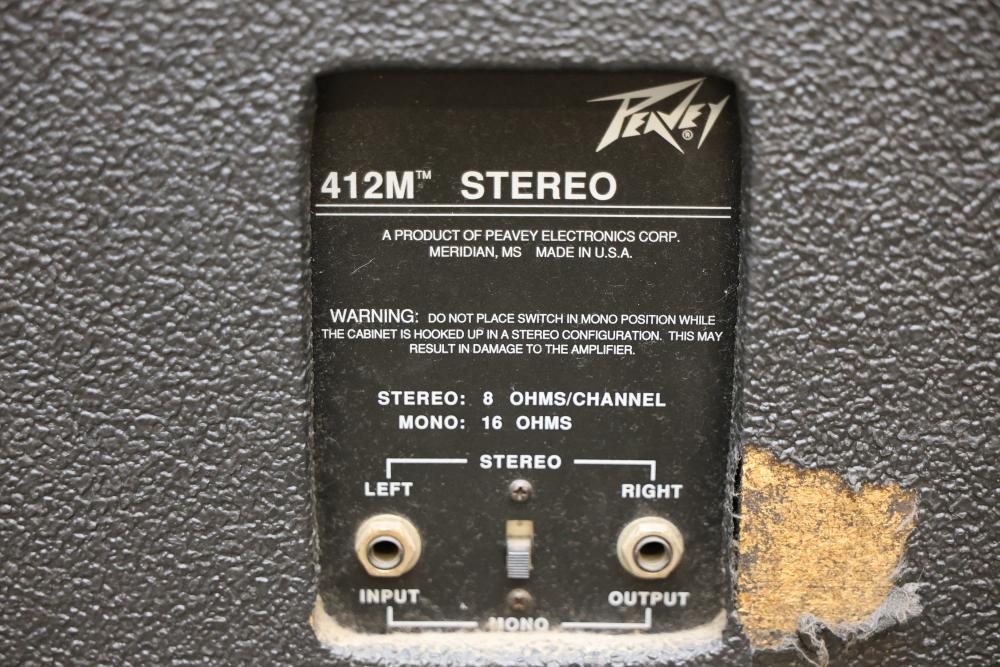 PEAVEY®
412M™ STEREO
A PRODUCT OF PEAVEY ELECTRONICS CORP.
MERIDIAN, MS MADE IN U.S.A.
WARNING: DO NOT PLACE SWITCH IN MONO POSITION WHILE
THE CABINET IS HOOKED UP IN A STEREO CONFIGURATION. THIS MAY
RESULT IN DAMAGE TO THE AMPLIFIER.
STEREO: 8 OHMS/CHANNEL
MONO: 16 OHMS
STEREO
LEFT RIGHT
INPUT OUTPUT
MONO